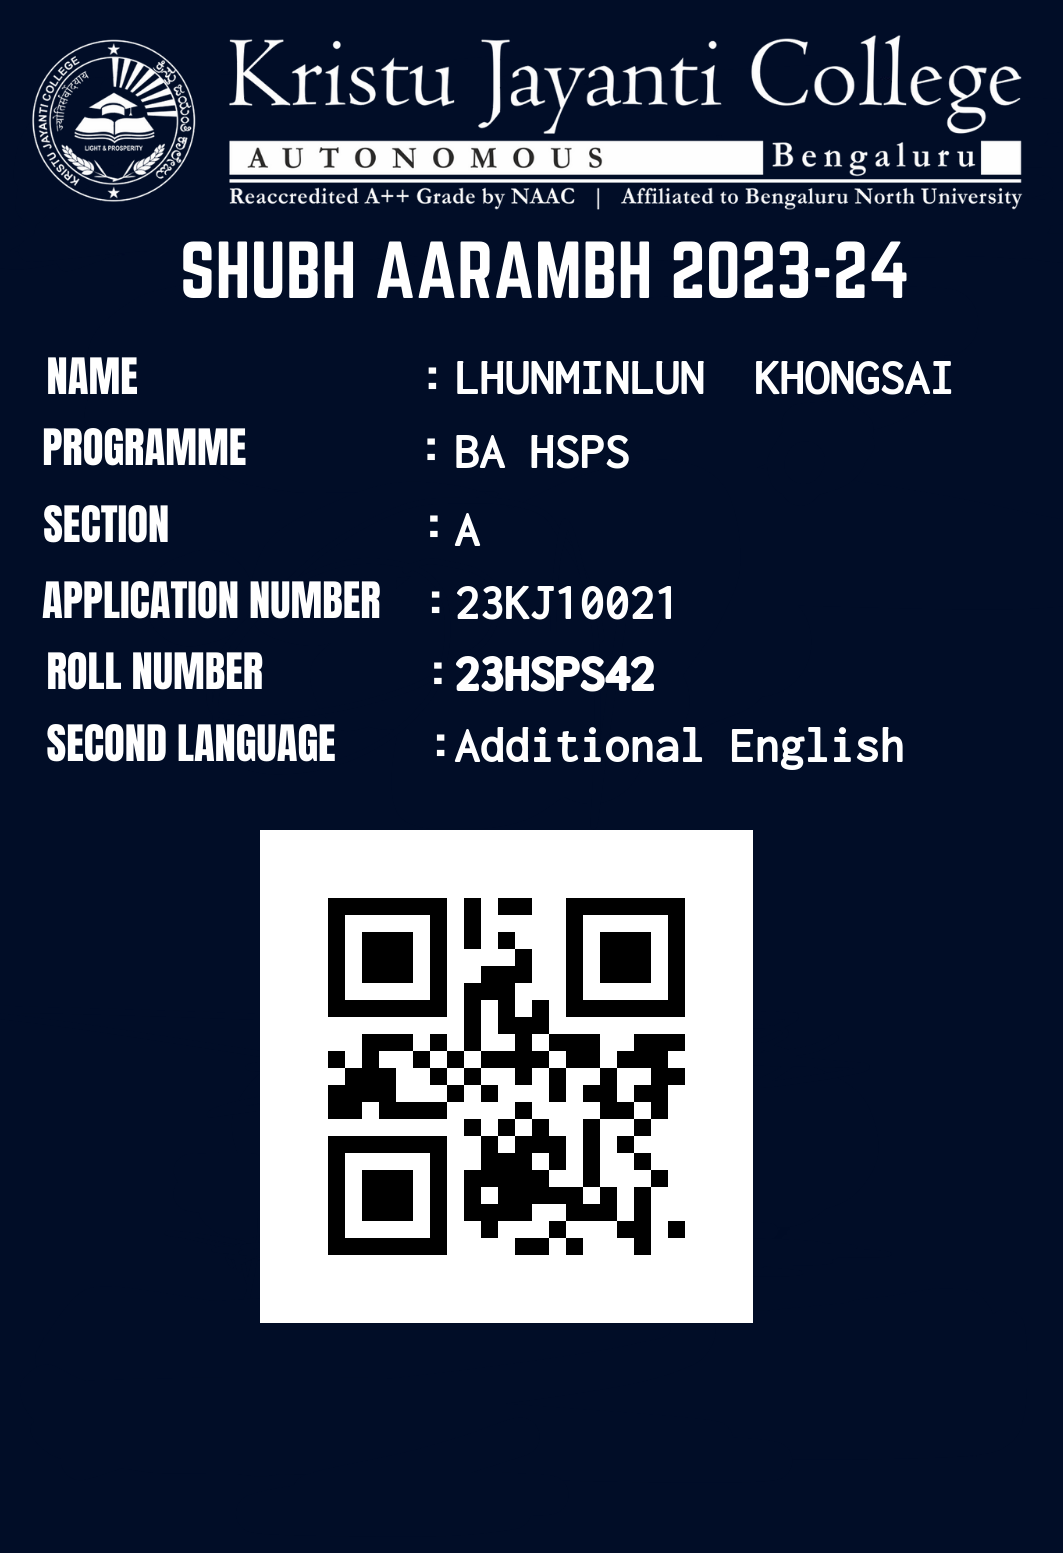 Kristu Jayanti College
AUTONOMOUS Bengaluru
Reaccredited A++ Grade by NAAC | Affiliated to Bengaluru North University
KRISTU JAYANTI COLLEGE
ಕ್ರಿಸ್ತು ಜಯಂತಿ ಕಾಲೇಜು
LIGHT & PROSPERITY
SHUBH AARAMBH 2023-24
NAME : LHUNMINLUN KHONGSAI
PROGRAMME : BA HSPS
SECTION : A
APPLICATION NUMBER : 23KJ10021
ROLL NUMBER : 23HSPS42
SECOND LANGUAGE : Additional English